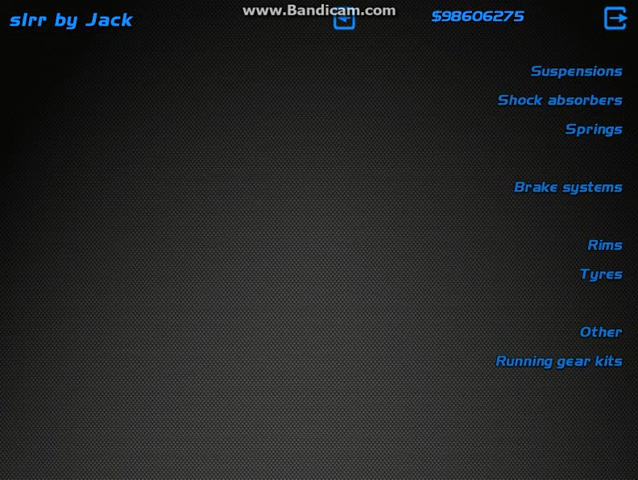 www.Bandicam.com
slrr by Jack
$98606275
Suspensions
Shock absorbers
Springs
Brake systems
Rims
Tyres
Other
Running gear kits